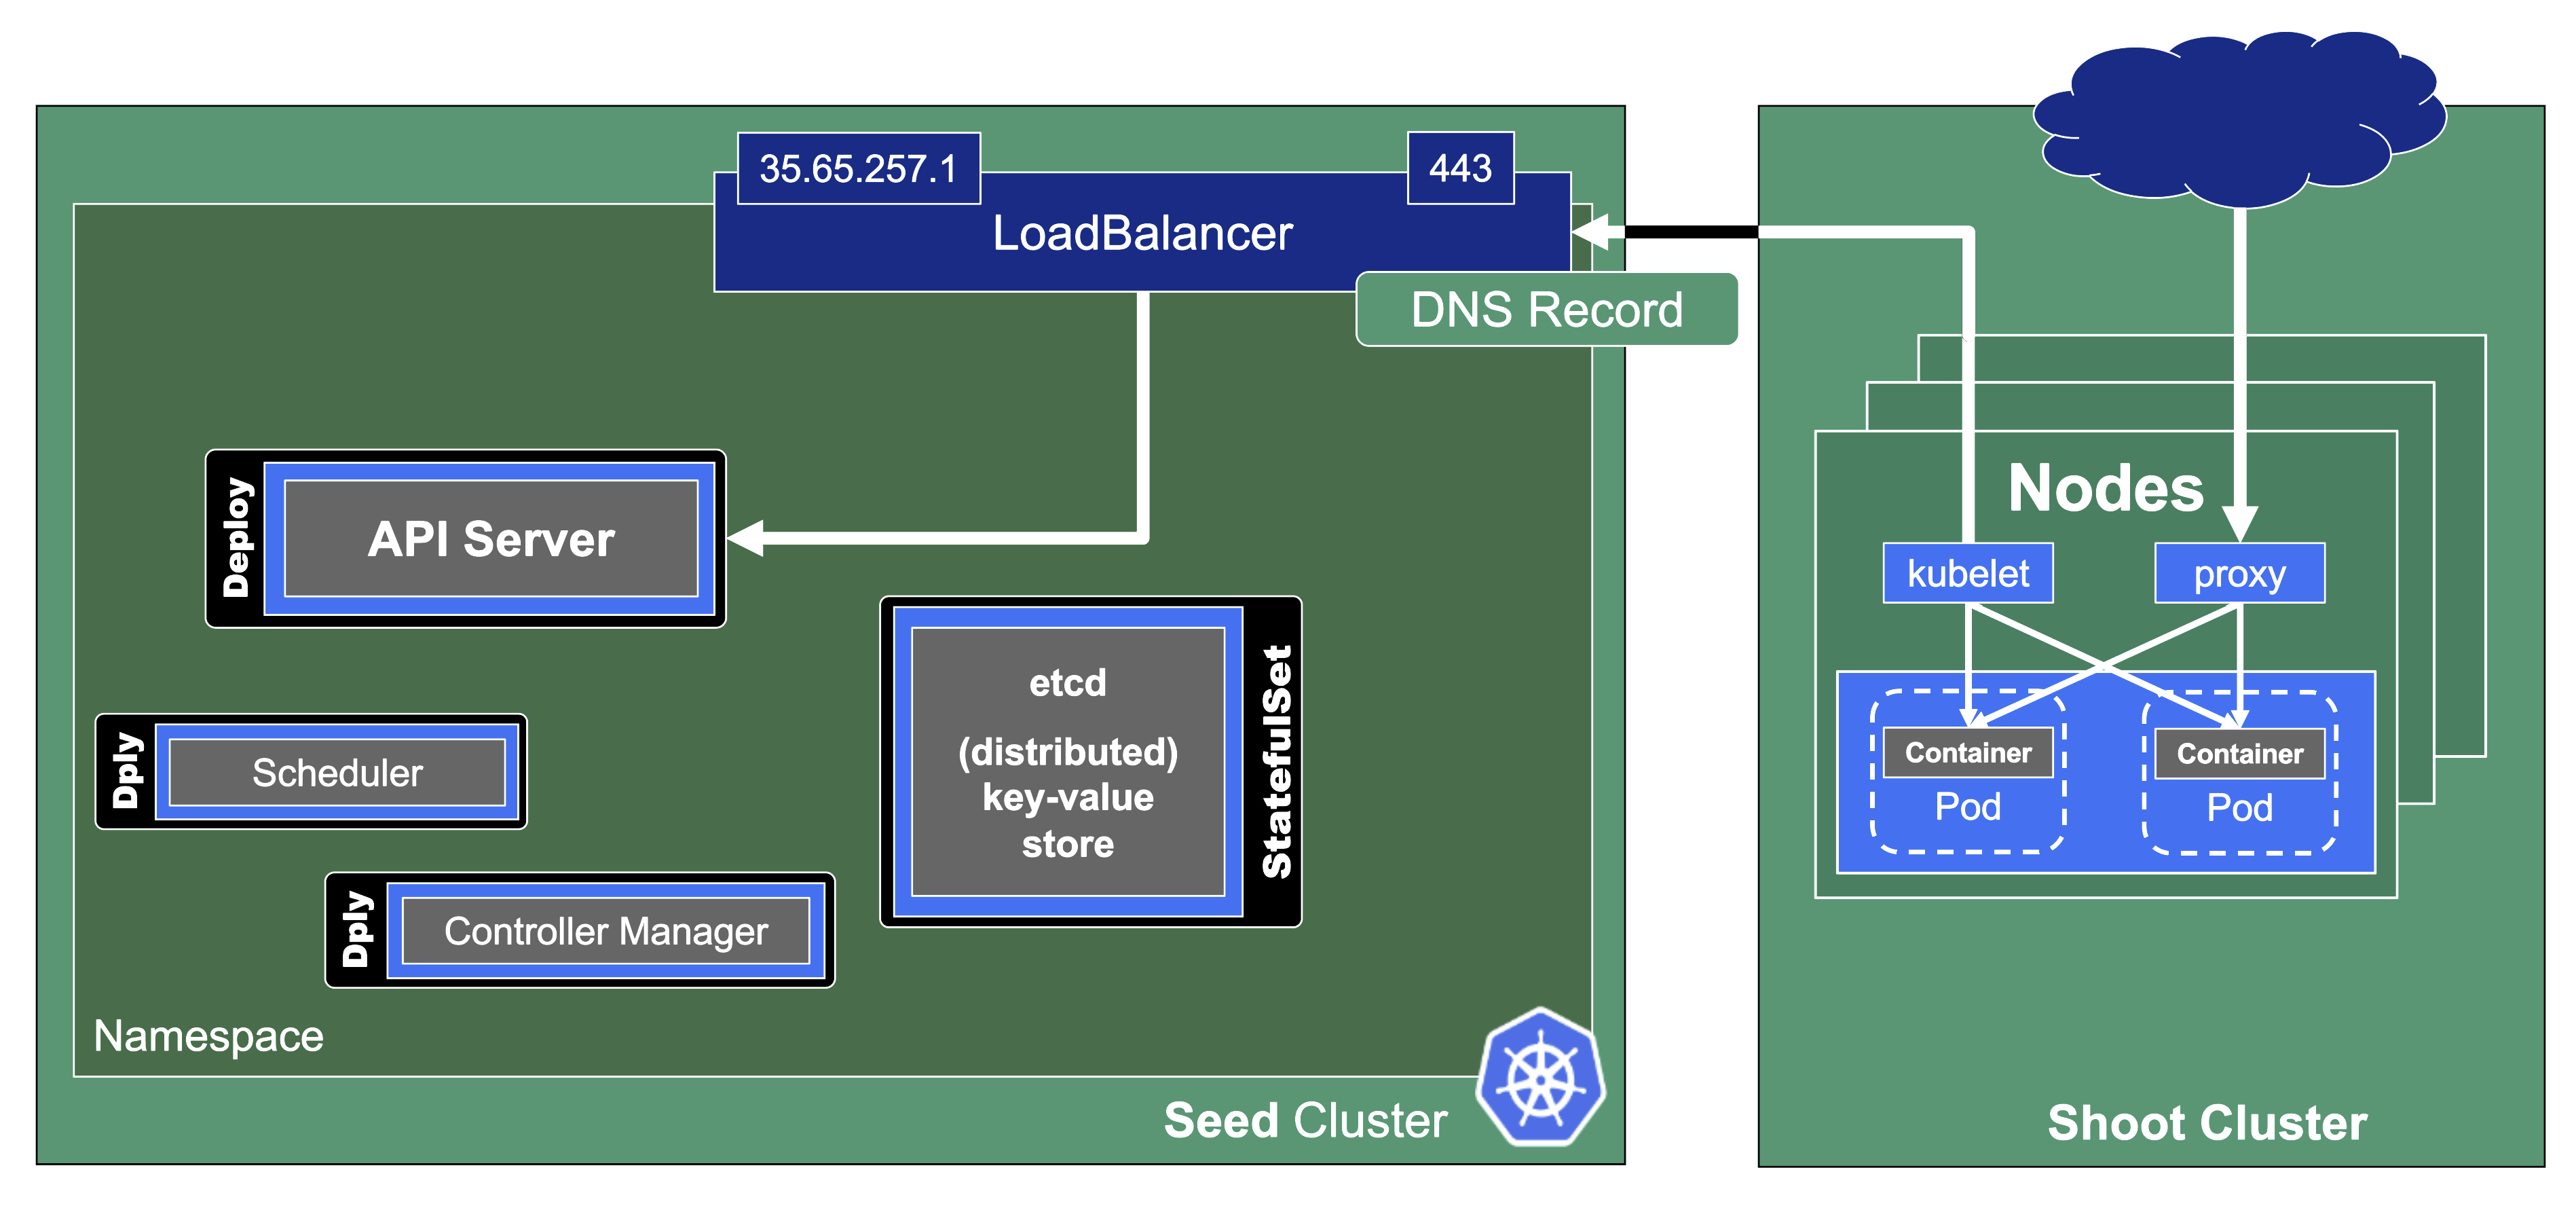 35.65.257.1
443
LoadBalancer
DNS Record
Deploy
API Server
etcd
(distributed)
key-value
store
StatefulSet
Dply
Scheduler
Dply
Controller Manager
Namespace
Seed Cluster
Nodes
kubelet
proxy
Container
Pod
Container
Pod
Shoot Cluster